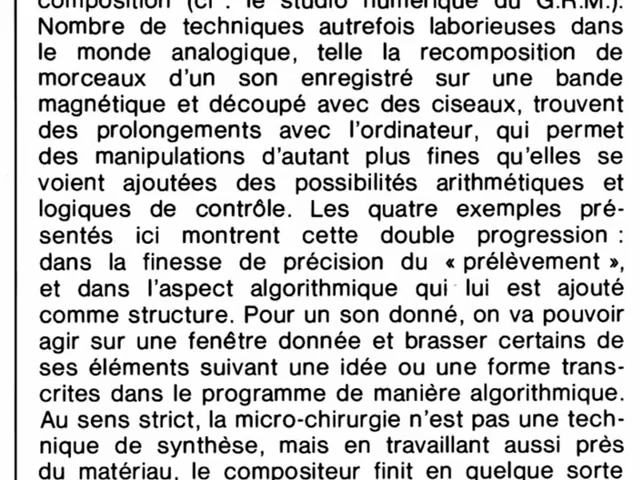 composition (cf. le studio numérique du G.R.M.).
Nombre de techniques autrefois laborieuses dans
le monde analogique, telle la recomposition de
morceaux d'un son enregistré sur une bande
magnétique et découpé avec des ciseaux, trouvent
des prolongements avec l'ordinateur, qui permet
des manipulations d'autant plus fines qu'elles se
voient ajoutées des possibilités arithmétiques et
logiques de contrôle. Les quatre exemples pré-
sentés ici montrent cette double progression :
dans la finesse de précision du « prélèvement »,
et dans l'aspect algorithmique qui lui est ajouté
comme structure. Pour un son donné, on va pouvoir
agir sur une fenêtre donnée et brasser certains de
ses éléments suivant une idée ou une forme trans-
crites dans le programme de manière algorithmique.
Au sens strict, la micro-chirurgie n'est pas une tech-
nique de synthèse, mais en travaillant aussi près
du matériau, le compositeur finit en quelque sorte